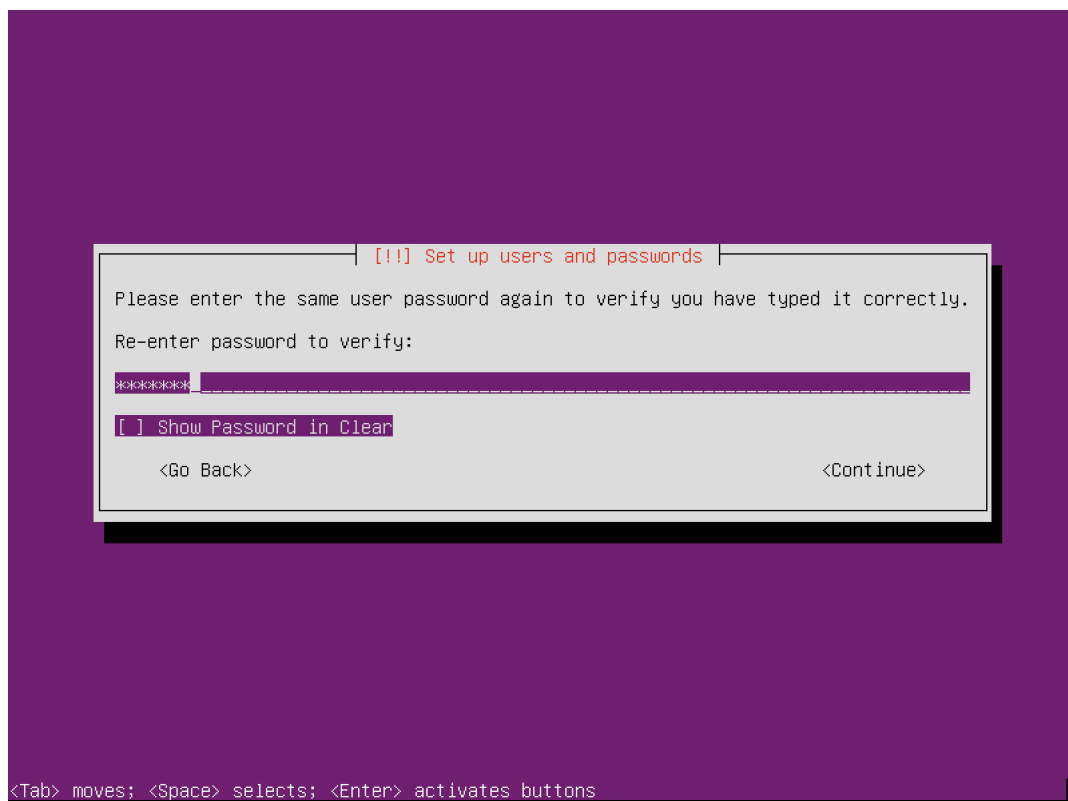 [!!] Set up users and passwords
Please enter the same user password again to verify you have typed it correctly.
Re-enter password to verify:
*******
[ ] Show Password in Clear
<Go Back> <Continue>
<Tab> moves; <Space> selects; <Enter> activates buttons